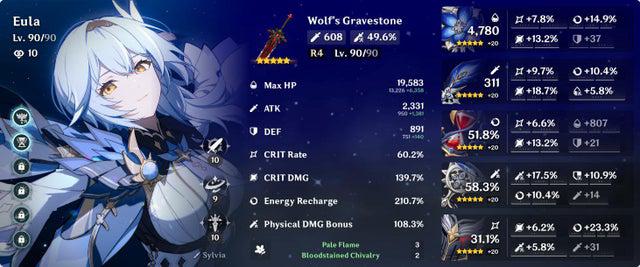 Eula
Lv. 90/90
10
10
9
10
Sylvia
Wolf's Gravestone
608 49.6%
R4 Lv. 90/90
Max HP 19,583
13,226 +6,358
ATK 2,331
950 +1,381
DEF 891
751 +140
CRIT Rate 60.2%
CRIT DMG 139.7%
Energy Recharge 210.7%
Physical DMG Bonus 108.3%
Pale Flame 3
Bloodstained Chivalry 2
4,780
+20
+7.8% +14.9%
+13.2% +37
311
+20
+9.7% +10.4%
+18.7% +5.8%
51.8%
+20
+6.6% +807
+13.2% +21
58.3%
+20
+17.5% +10.9%
+10.4% +14
31.1%
+20
+6.2% +23.3%
+5.8% +31